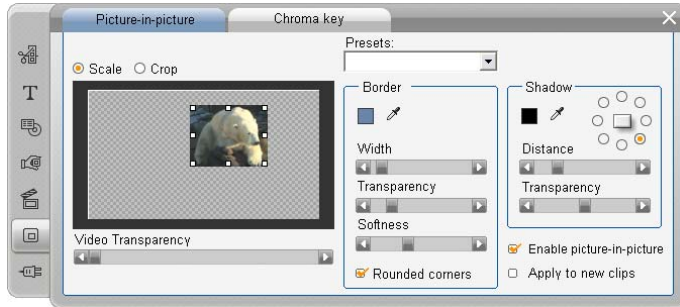 Picture-in-picture
Chroma key
Presets:
Scale
Crop
Border
Width
Transparency
Softness
Rounded corners
Shadow
Distance
Transparency
Video Transparency
Enable picture-in-picture
Apply to new clips
T